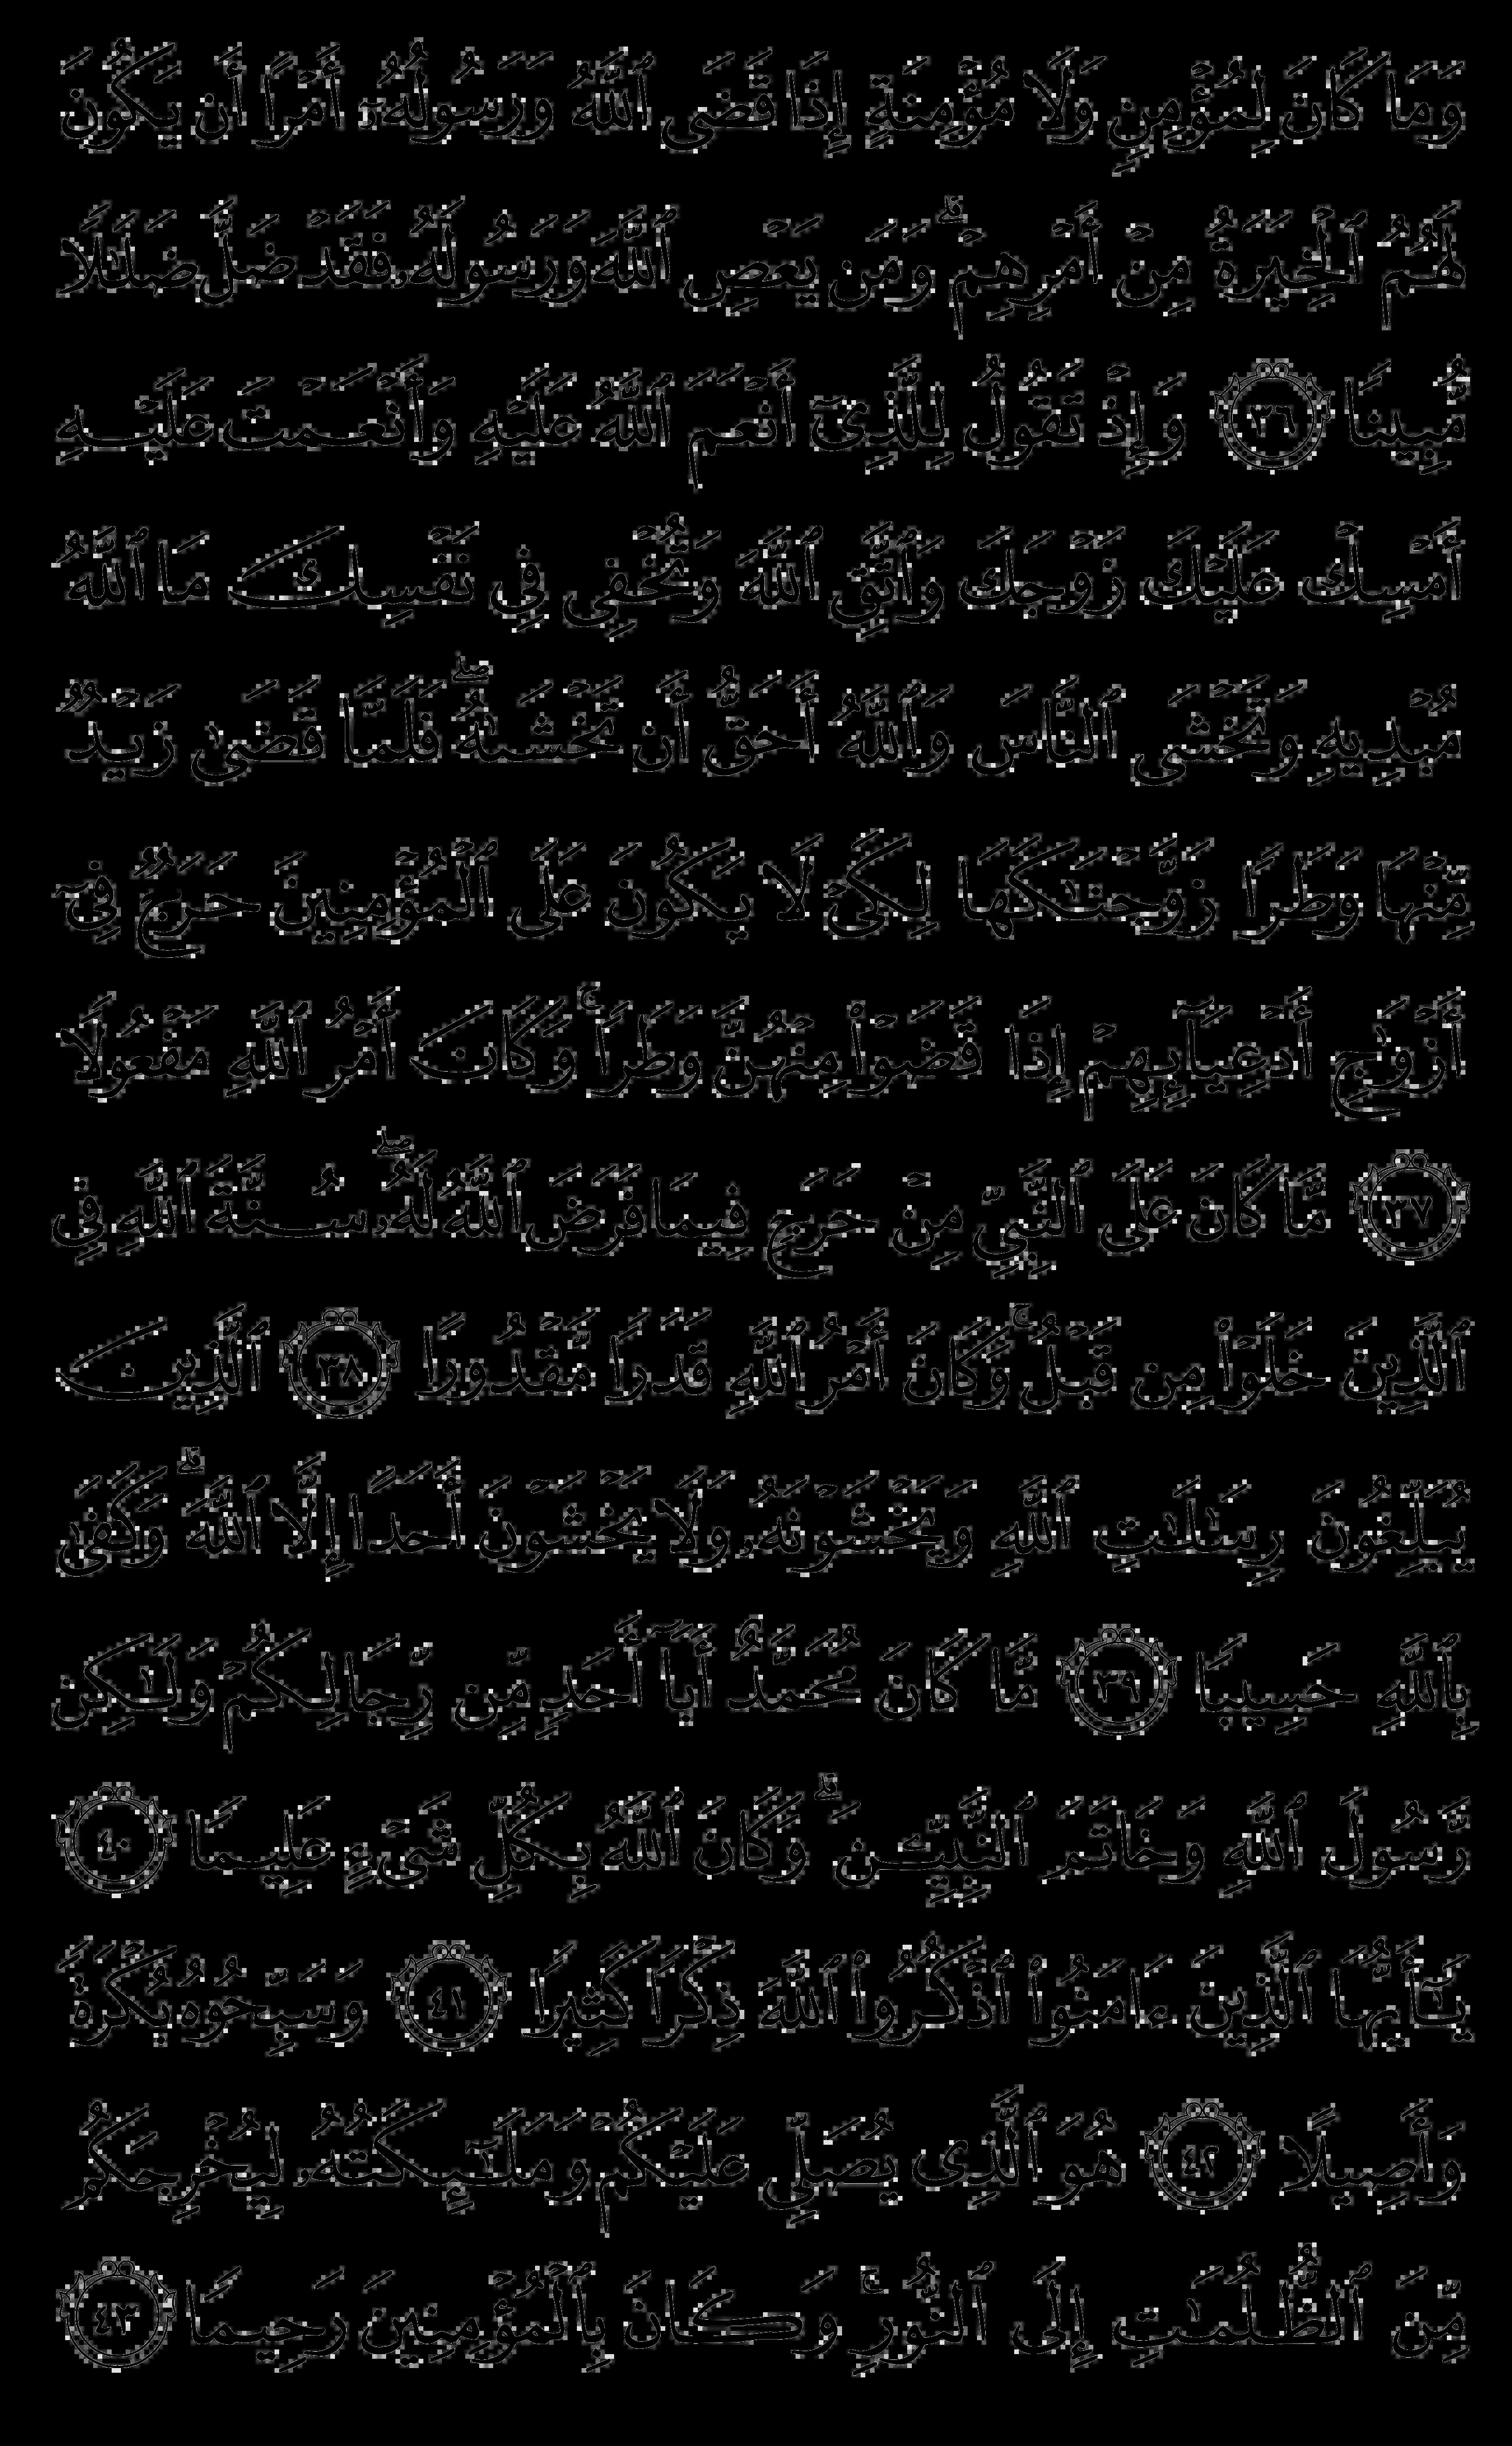 وَمَا كَانَ لِمُؤْمِنٍ وَلَا مُؤْمِنَةٍ إِذَا قَضَى ٱللَّهُ وَرَسُولُهُۥٓ أَمْرًا أَن يَكُونَ
لَهُمُ ٱلْخِيَرَةُ مِنْ أَمْرِهِمْ ۗ وَمَن يَعْصِ ٱللَّهَ وَرَسُولَهُۥ فَقَدْ ضَلَّ ضَلَٰلًا
مُّبِينًا ٣٦ وَإِذْ تَقُولُ لِلَّذِىٓ أَنْعَمَ ٱللَّهُ عَلَيْهِ وَأَنْعَمْتَ عَلَيْهِ
أَمْسِكْ عَلَيْكَ زَوْجَكَ وَٱتَّقِ ٱللَّهَ وَتُخْفِى فِى نَفْسِكَ مَا ٱللَّهُ
مُبْدِيهِ وَتَخْشَى ٱلنَّاسَ وَٱللَّهُ أَحَقُّ أَن تَخْشَىٰهُ ۖ فَلَمَّا قَضَىٰ زَيْدٌ
مِّنْهَا وَطَرًا زَوَّجْنَٰكَهَا لِكَىْ لَا يَكُونَ عَلَى ٱلْمُؤْمِنِينَ حَرَجٌ فِىٓ
أَزْوَٰجِ أَدْعِيَآئِهِمْ إِذَا قَضَوْا۟ مِنْهُنَّ وَطَرًا ۚ وَكَانَ أَمْرُ ٱللَّهِ مَفْعُولًا
٣٧ مَّا كَانَ عَلَى ٱلنَّبِىِّ مِنْ حَرَجٍ فِيمَا فَرَضَ ٱللَّهُ لَهُۥ ۖ سُنَّةَ ٱللَّهِ فِى
ٱلَّذِينَ خَلَوْا۟ مِن قَبْلُ ۚ وَكَانَ أَمْرُ ٱللَّهِ قَدَرًا مَّقْدُورًا ٣٨ ٱلَّذِينَ
يُبَلِّغُونَ رِسَٰلَٰتِ ٱللَّهِ وَيَخْشَوْنَهُۥ وَلَا يَخْشَوْنَ أَحَدًا إِلَّا ٱللَّهَ ۗ وَكَفَىٰ
بِٱللَّهِ حَسِيبًا ٣٩ مَّا كَانَ مُحَمَّدٌ أَبَآ أَحَدٍ مِّن رِّجَالِكُمْ وَلَٰكِن
رَّسُولَ ٱللَّهِ وَخَاتَمَ ٱلنَّبِيِّۦنَ ۗ وَكَانَ ٱللَّهُ بِكُلِّ شَىْءٍ عَلِيمًا ٤٠
يَٰٓأَيُّهَا ٱلَّذِينَ ءَامَنُوا۟ ٱذْكُرُوا۟ ٱللَّهَ ذِكْرًا كَثِيرًا ٤١ وَسَبِّحُوهُ بُكْرَةً
وَأَصِيلًا ٤٢ هُوَ ٱلَّذِى يُصَلِّى عَلَيْكُمْ وَمَلَٰٓئِكَتُهُۥ لِيُخْرِجَكُم
مِّنَ ٱلظُّلُمَٰتِ إِلَى ٱلنُّورِ ۚ وَكَانَ بِٱلْمُؤْمِنِينَ رَحِيمًا ٤٣